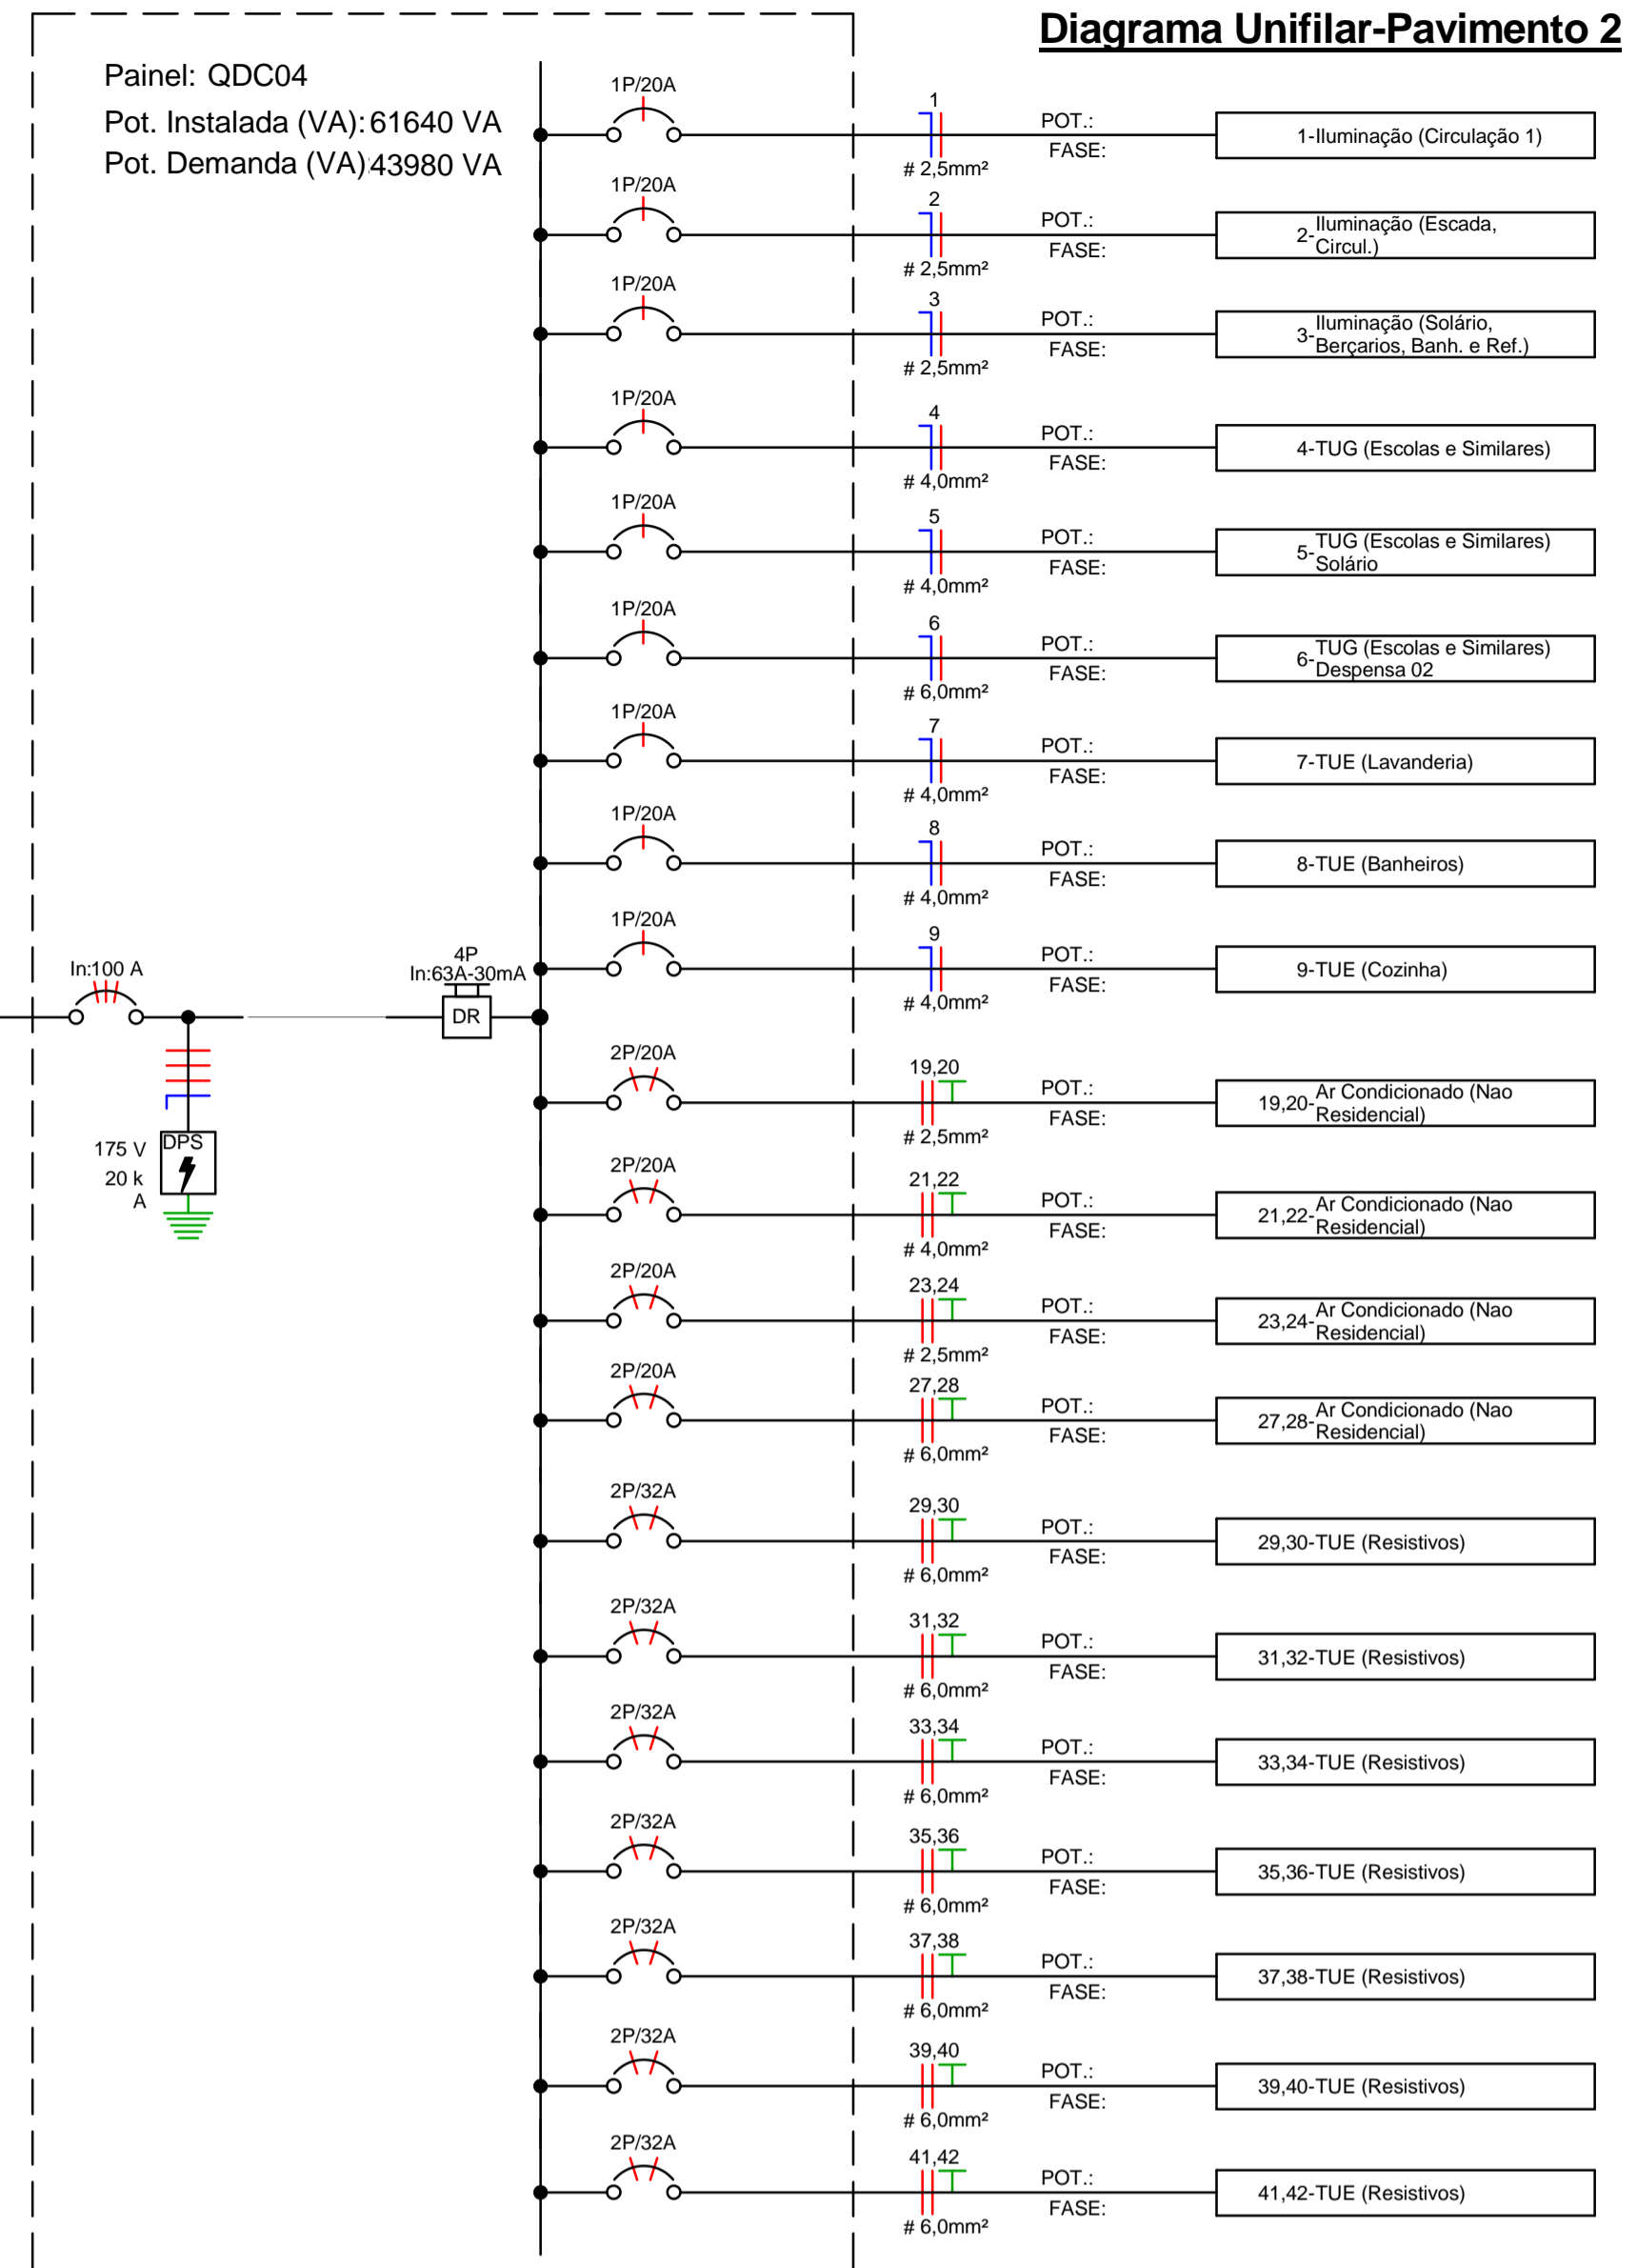 Diagrama Unifilar-Pavimento 2
Painel: QDC04
Pot. Instalada (VA): 61640 VA
Pot. Demanda (VA): 43980 VA
1P/20A
1
POT.:
FASE:
# 2,5mm²
1-Iluminação (Circulação 1)
1P/20A
2
POT.:
FASE:
# 2,5mm²
2-Iluminação (Escada,
Circul.)
1P/20A
3
POT.:
FASE:
# 2,5mm²
3-Iluminação (Solário,
Berçarios, Banh. e Ref.)
1P/20A
4
POT.:
FASE:
# 4,0mm²
4-TUG (Escolas e Similares)
1P/20A
5
POT.:
FASE:
# 4,0mm²
5-TUG (Escolas e Similares)
Solário
1P/20A
6
POT.:
FASE:
# 6,0mm²
6-TUG (Escolas e Similares)
Despensa 02
1P/20A
7
POT.:
FASE:
# 4,0mm²
7-TUE (Lavanderia)
1P/20A
8
POT.:
FASE:
# 4,0mm²
8-TUE (Banheiros)
1P/20A
9
POT.:
FASE:
# 4,0mm²
9-TUE (Cozinha)
In:100 A
4P
In:63A-30mA
DR
DPS
175 V
20 k
A
2P/20A
19,20
POT.:
FASE:
# 2,5mm²
19,20-Ar Condicionado (Nao
Residencial)
2P/20A
21,22
POT.:
FASE:
# 4,0mm²
21,22-Ar Condicionado (Nao
Residencial)
2P/20A
23,24
POT.:
FASE:
# 2,5mm²
23,24-Ar Condicionado (Nao
Residencial)
2P/20A
27,28
POT.:
FASE:
# 6,0mm²
27,28-Ar Condicionado (Nao
Residencial)
2P/32A
29,30
POT.:
FASE:
# 6,0mm²
29,30-TUE (Resistivos)
2P/32A
31,32
POT.:
FASE:
# 6,0mm²
31,32-TUE (Resistivos)
2P/32A
33,34
POT.:
FASE:
# 6,0mm²
33,34-TUE (Resistivos)
2P/32A
35,36
POT.:
FASE:
# 6,0mm²
35,36-TUE (Resistivos)
2P/32A
37,38
POT.:
FASE:
# 6,0mm²
37,38-TUE (Resistivos)
2P/32A
39,40
POT.:
FASE:
# 6,0mm²
39,40-TUE (Resistivos)
2P/32A
41,42
POT.:
FASE:
# 6,0mm²
41,42-TUE (Resistivos)